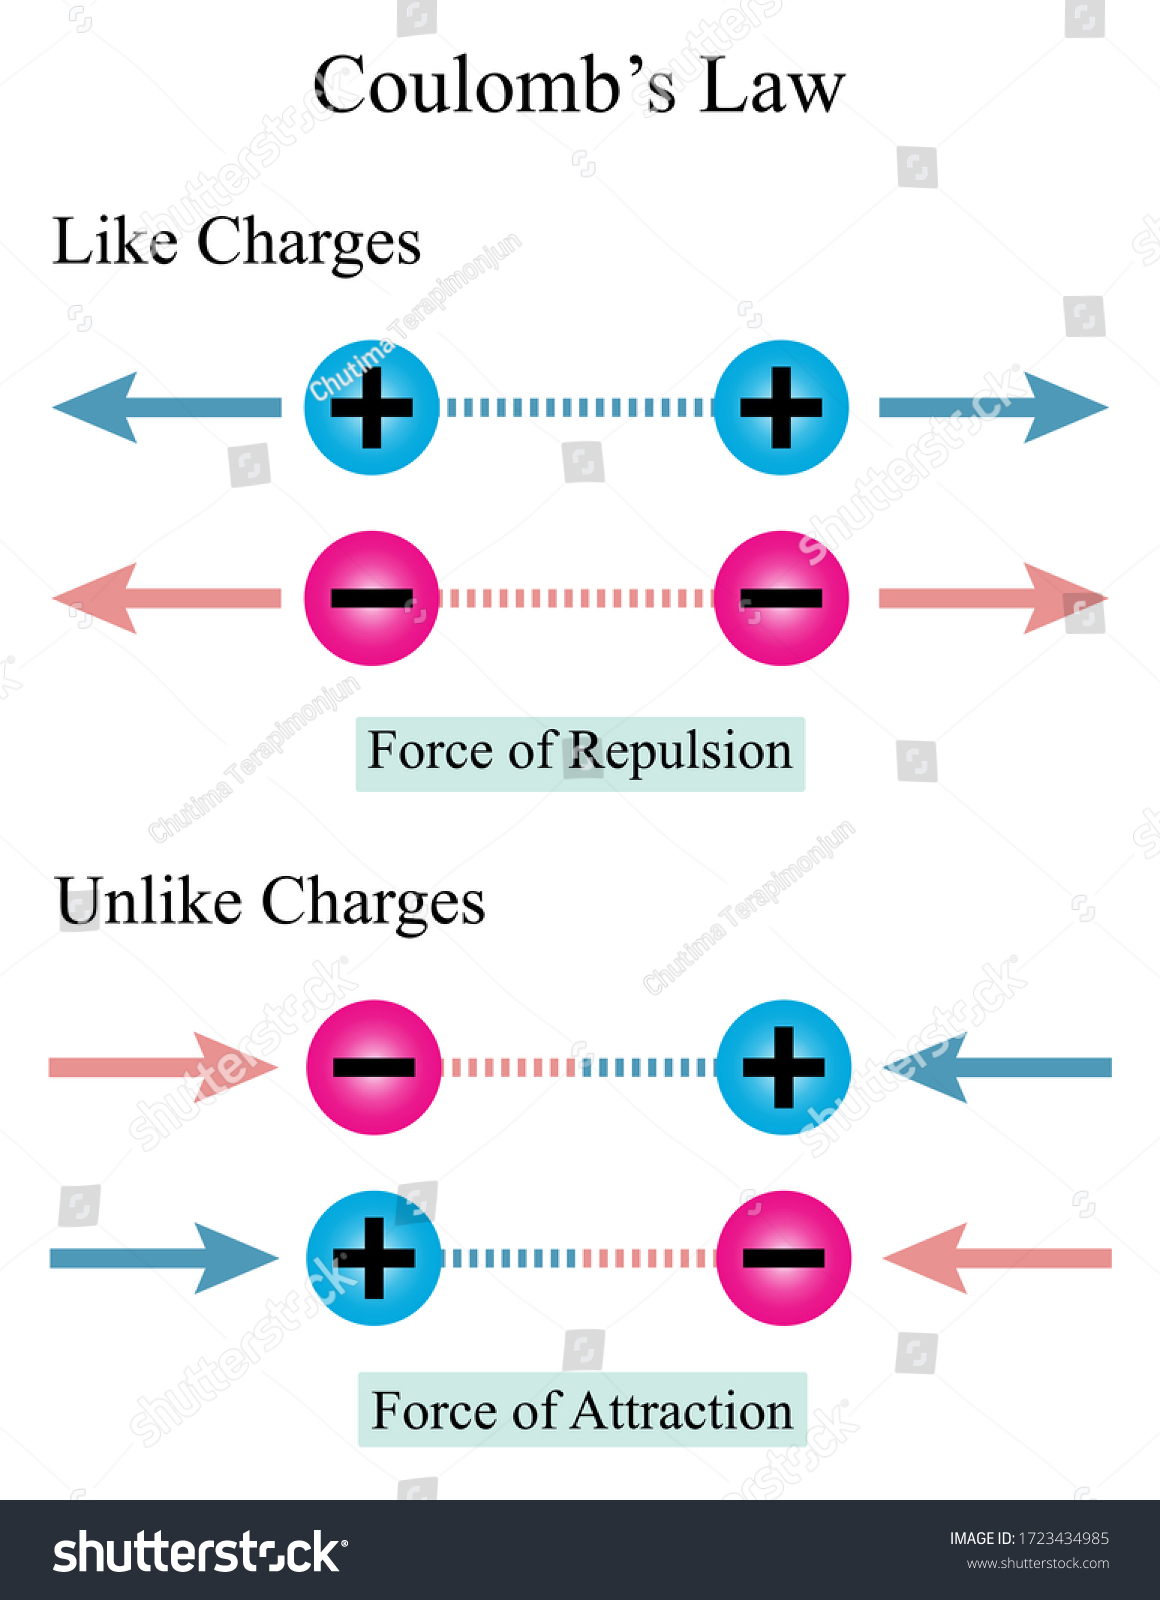 Coulomb’s Law
Like Charges
+ +
− −
Force of Repulsion
Unlike Charges
− +
+ −
Force of Attraction
shutterstock
Chutima Terapimonjun
shutterstock
IMAGE ID: 1723434985
www.shutterstock.com